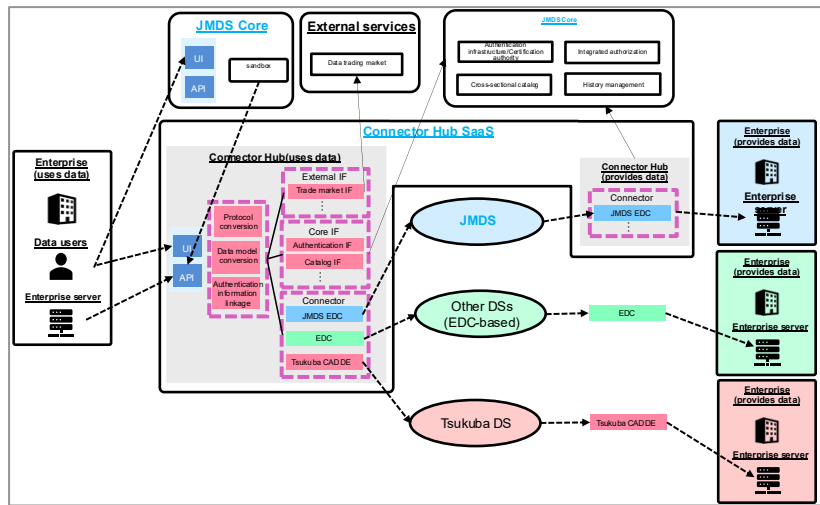 JMDS Core
UI
API
sandbox
External services
Data trading market
JMDSCore
Authentication
infrastructure/Certification
authority
Integrated authorization
Cross-sectional catalog
History management
Enterprise
(uses data)
Data users
Enterprise server
Connector Hub SaaS
Connector Hub(uses data)
UI
API
Protocol
conversion
Data model
conversion
Authentication
information
linkage
External IF
Trade market IF
⋮
Core IF
Authentication IF
Catalog IF
⋮
Connector
JMDS EDC
EDC
Tsukuba CADDE
JMDS
Other DSs
(EDC-based)
Tsukuba DS
Connector Hub
(provides data)
Connector
JMDS EDC
⋮
EDC
Tsukuba CADDE
Enterprise
(provides data)
Enterprise
server
Enterprise
(provides data)
Enterprise server
Enterprise
(provides data)
Enterprise server